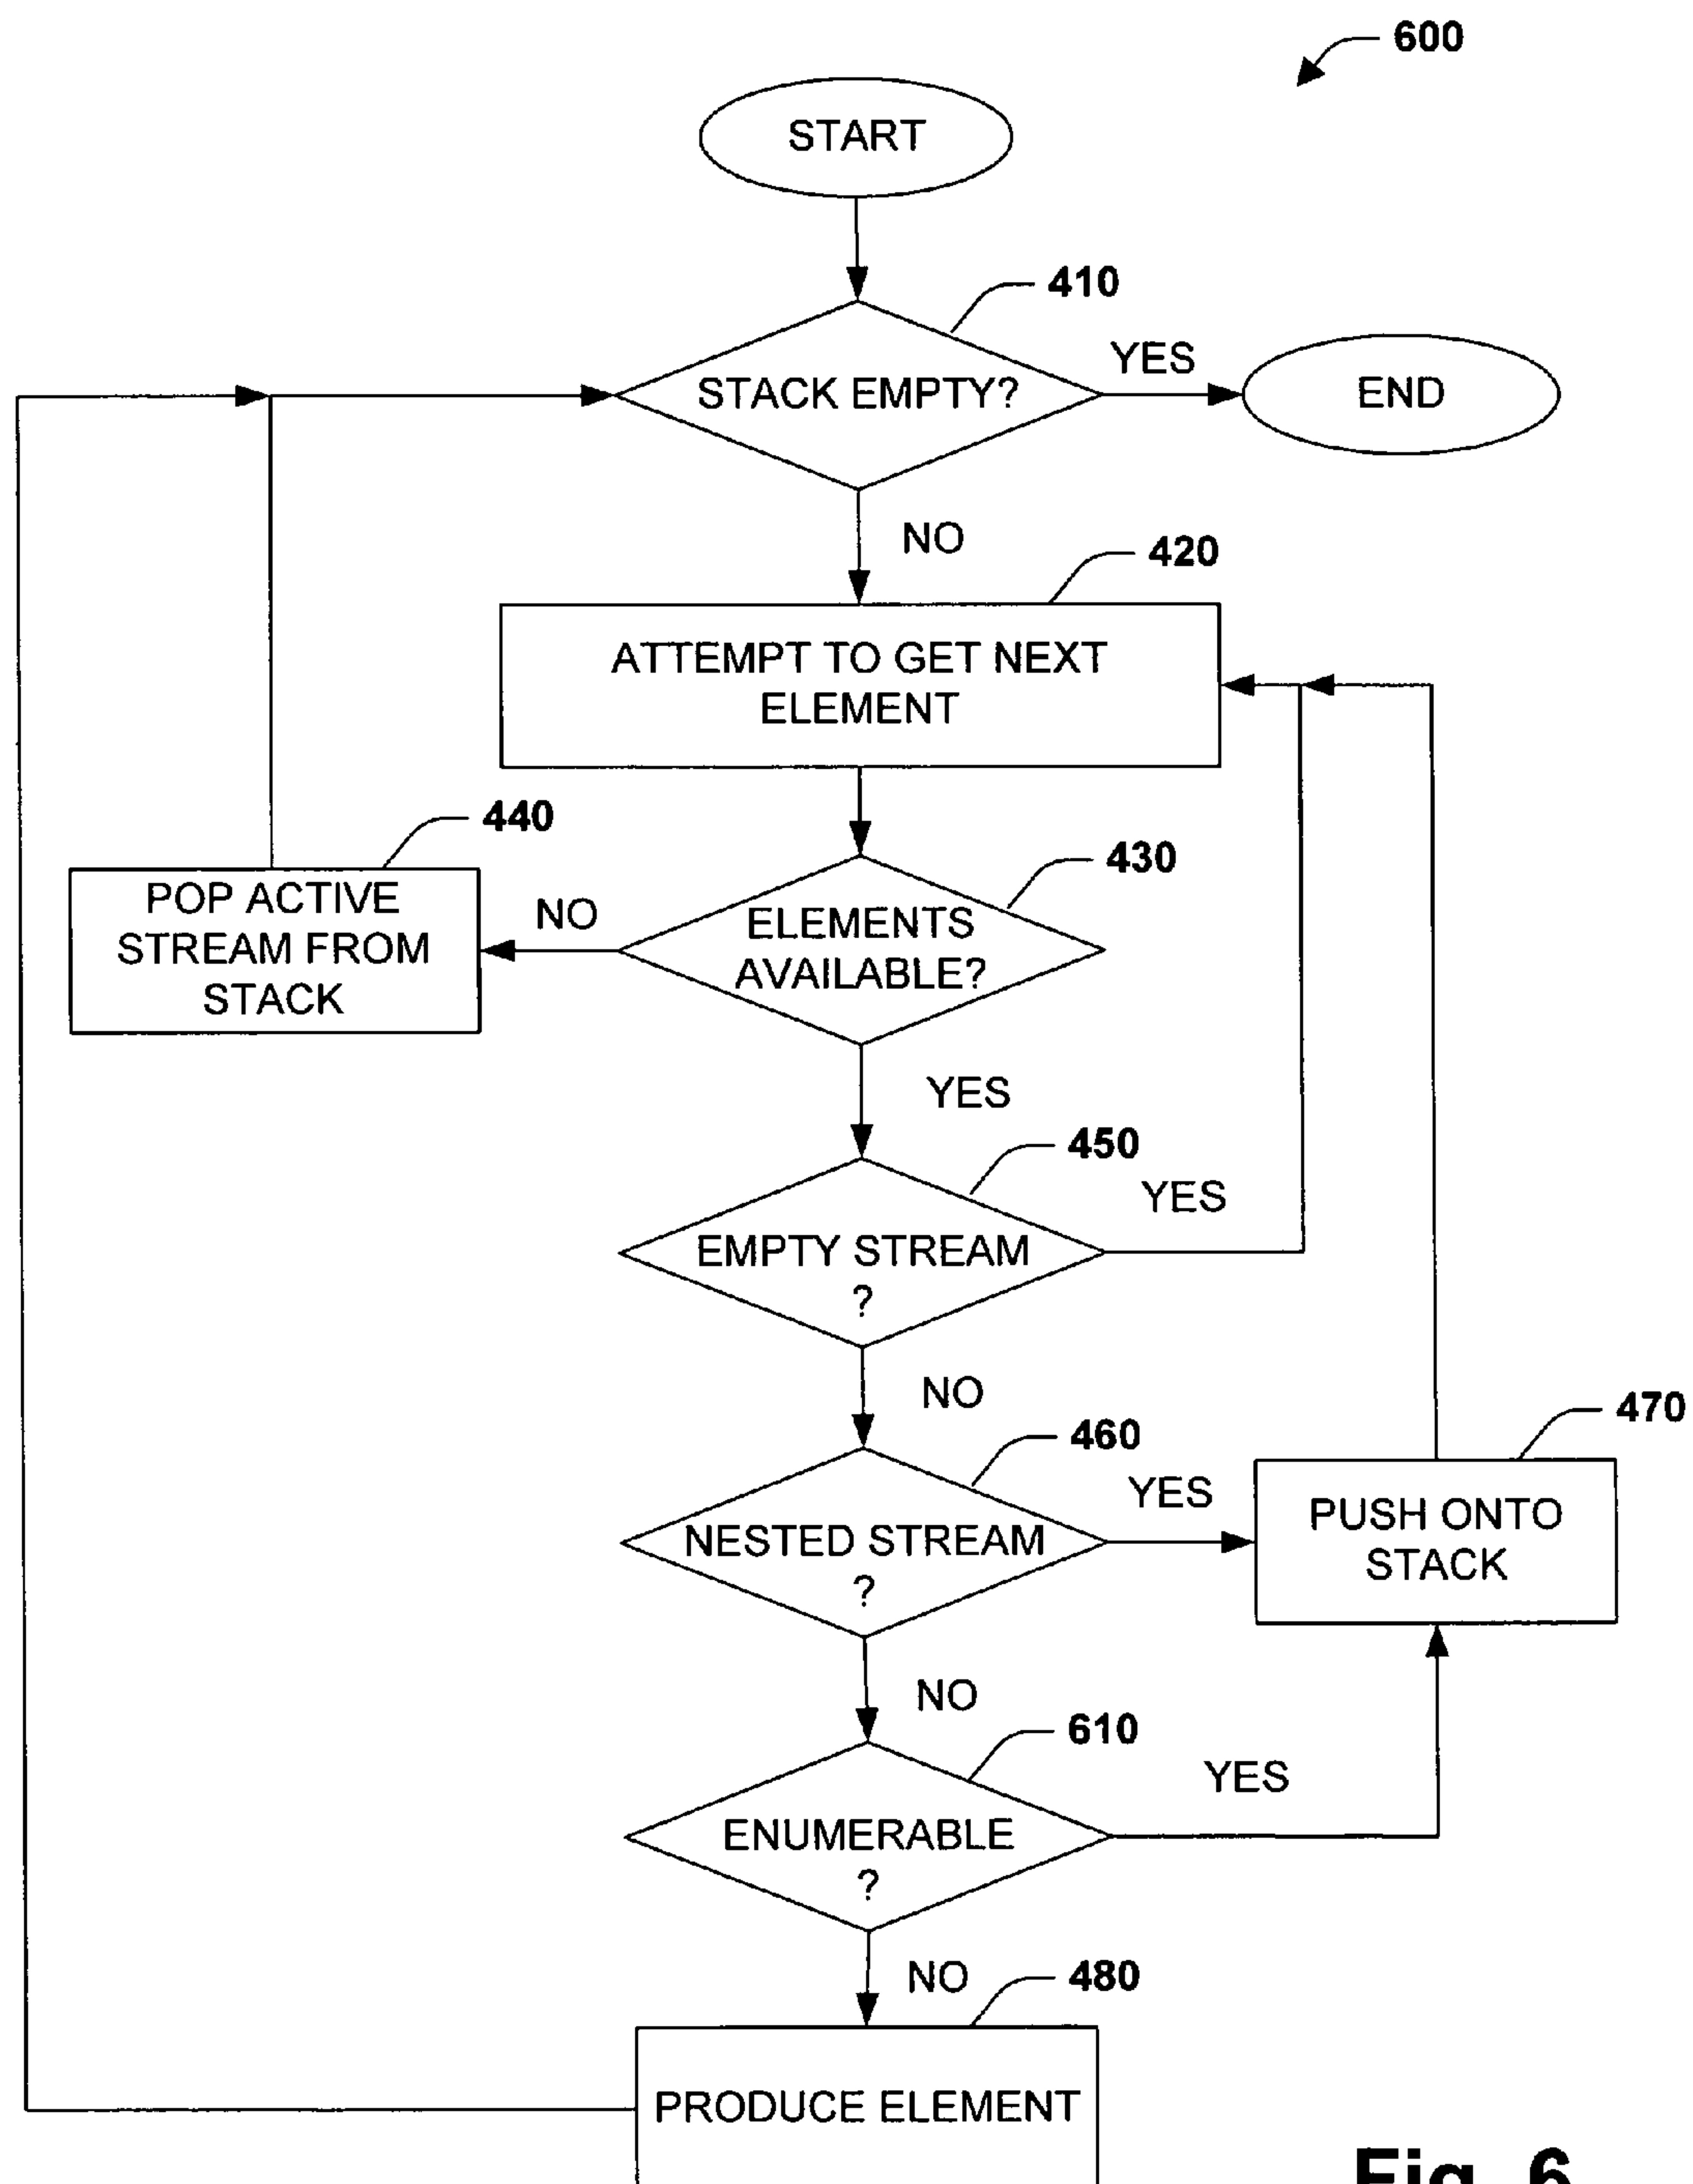 600
START
410
STACK EMPTY?
YES
END
NO
420
ATTEMPT TO GET NEXT
ELEMENT
440
POP ACTIVE
STREAM FROM
STACK
NO
430
ELEMENTS
AVAILABLE?
YES
450
EMPTY STREAM
?
YES
NO
460
NESTED STREAM
?
YES
470
PUSH ONTO
STACK
NO
610
ENUMERABLE
?
YES
NO
480
PRODUCE ELEMENT
Fig. 6